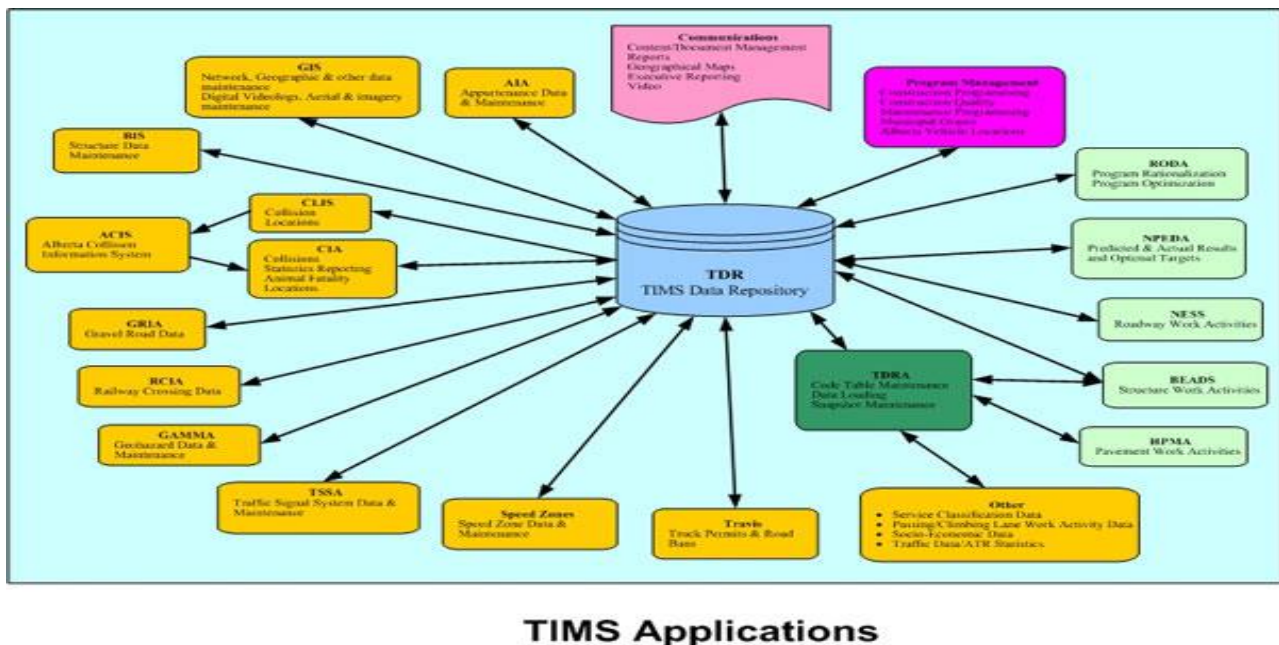 Communications
Content/Document Management
Reports
Geographical Maps
Executive Reporting
Video
GIS
Network, Geographic & other data
maintenance
Digital Videologs, Aerial & imagery
maintenance
AIA
Appurtenance Data
& Maintenance
Program Management
Construction Programming
Construction Quality
Maintenance Programming
Municipal Grants
Alberta Vehicle Locations
BIS
Structure Data
Maintenance
RODA
Program Rationalization
Program Optimization
CLIS
Collision
Locations
ACIS
Alberta Collision
Information System
CIA
Collisions
Statistics Reporting
Animal Fatality
Locations
TDR
TIMS Data Repository
NPEDA
Predicted & Actual Results
and Optional Targets
GRIA
Gravel Road Data
NESS
Roadway Work Activities
RCIA
Railway Crossing Data
TDRA
Code Table Maintenance
Data Loading
Snapshot Maintenance
BEADS
Structure Work Activities
GAMMA
Geohazard Data &
Maintenance
HPMA
Pavement Work Activities
TSSA
Traffic Signal System Data &
Maintenance
Speed Zones
Speed Zone Data &
Maintenance
Travis
Truck Permits & Road
Bans
Other
• Service Classification Data
• Passing/Climbing Lane Work Activity Data
• Socio-Economic Data
• Traffic Data/ATR Statistics
TIMS Applications